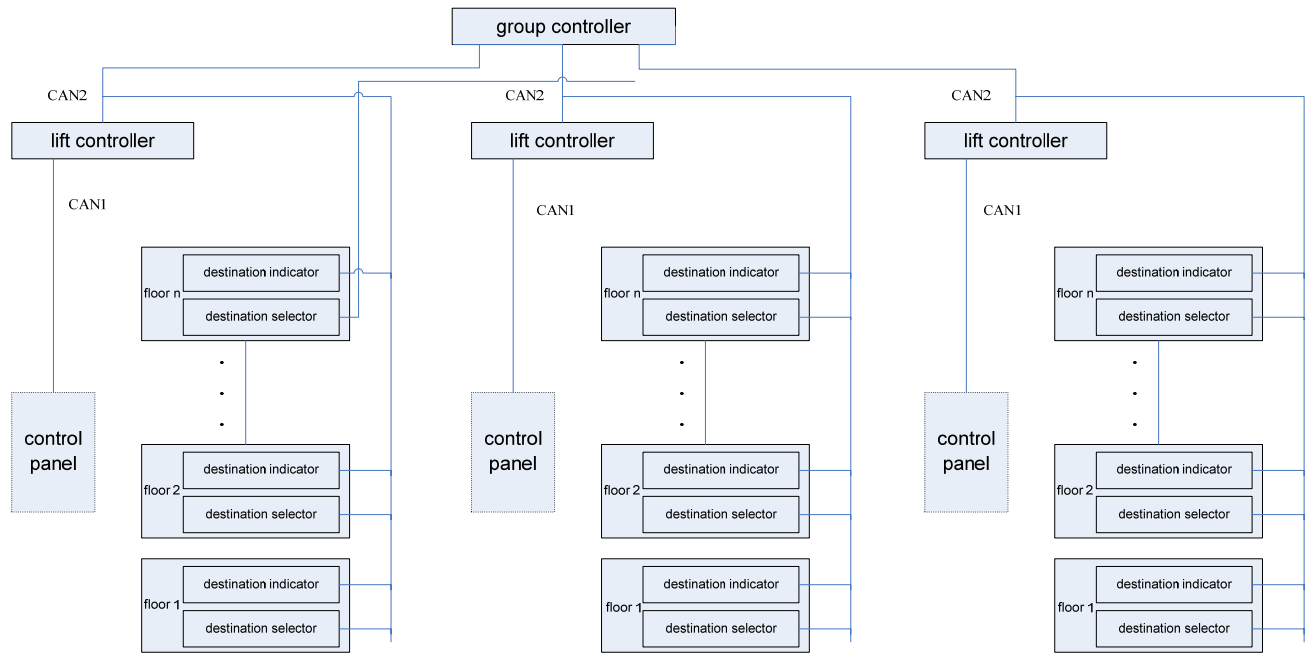 group controller
CAN2
CAN2
CAN2
lift controller
lift controller
lift controller
CAN1
CAN1
CAN1
floor n
destination indicator
destination selector
floor n
destination indicator
destination selector
floor n
destination indicator
destination selector
control
panel
control
panel
control
panel
floor 2
destination indicator
destination selector
floor 2
destination indicator
destination selector
floor 2
destination indicator
destination selector
floor 1
destination indicator
destination selector
floor 1
destination indicator
destination selector
floor 1
destination indicator
destination selector